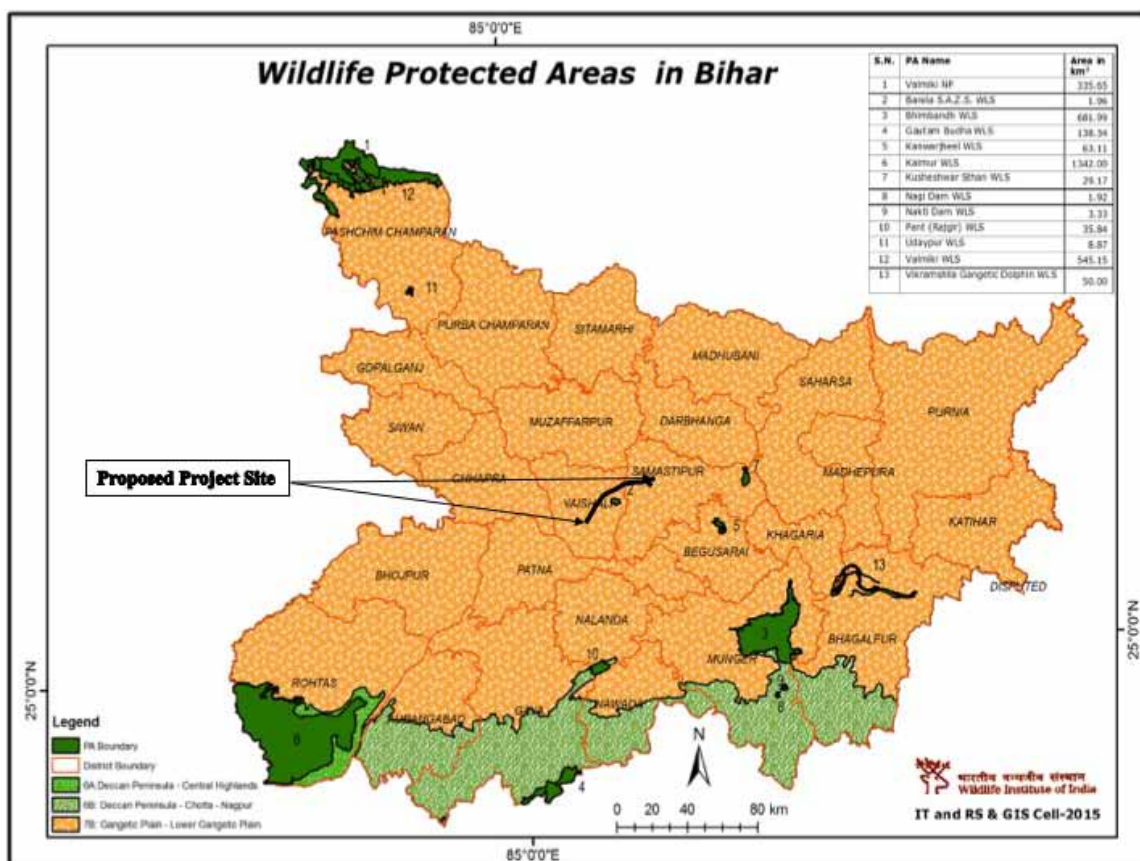 85°0'0"E
Wildlife Protected Areas in Bihar
S.N. PA Name Area in km²
1 Valmiki NP 335.65
2 Barela S.A.Z.S. WLS 1.96
3 Bhimbandh WLS 681.99
4 Gautam Budha WLS 138.34
5 Kanwarjheel WLS 63.11
6 Kaimur WLS 1342.00
7 Kusheshwar Sthan WLS 29.17
8 Nagi Dam WLS 1.92
9 Nakti Dam WLS 3.33
10 Pant (Rajgir) WLS 35.84
11 Udaypur WLS 8.87
12 Valmiki WLS 545.15
13 Vikramshila Gangetic Dolphin WLS 50.00
1
12
PASHCHIM CHAMPARAN
11
PURBA CHAMPARAN
SITAMARHI
MADHUBANI
GOPALGANJ
SAHARSA
PURNIA
SIWAN
MUZAFFARPUR
DARBHANGA
Proposed Project Site
CHHAPRA
SAMASTIPUR
7
MADHEPURA
VAISHALI
2
5
KHAGARIA
KATIHAR
BEGUSARAI
BHOJPUR
PATNA
13
DISPUTED
NALANDA
3
BHAGALPUR
MUNGER
10
25°0'0"N
25°0'0"N
ROHTAS
9
8
NAWADA
GAYA
AURANGABAD
6
4
Legend
PA Boundary
District Boundary
6A Deccan Peninsula - Central Highlands
6B: Deccan Peninsula - Chotta - Nagpur
7B: Gangetic Plain - Lower Gangetic Plain
N
0 20 40 80 km
भारतीय वन्यजीव संस्थान
Wildlife Institute of India
IT and RS & GIS Cell-2015
85°0'0"E